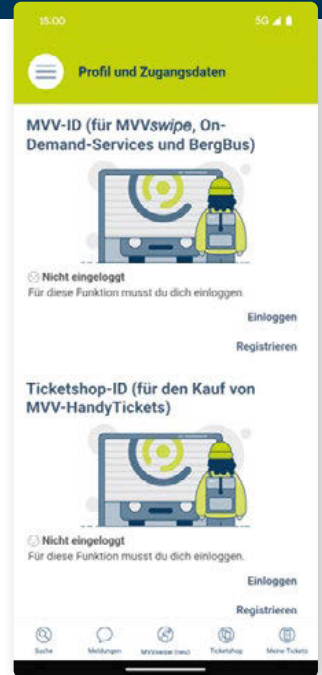 15:00 5G
Profil und Zugangsdaten
MVV-ID (für MVVswipe, On-
Demand-Services und BergBus)
Nicht eingeloggt
Für diese Funktion musst du dich einloggen.
Einloggen
Registrieren
Ticketshop-ID (für den Kauf von
MVV-HandyTickets)
Nicht eingeloggt
Für diese Funktion musst du dich einloggen.
Einloggen
Registrieren
Suche Meldungen MVVswipe (neu) Ticketshop Meine Tickets